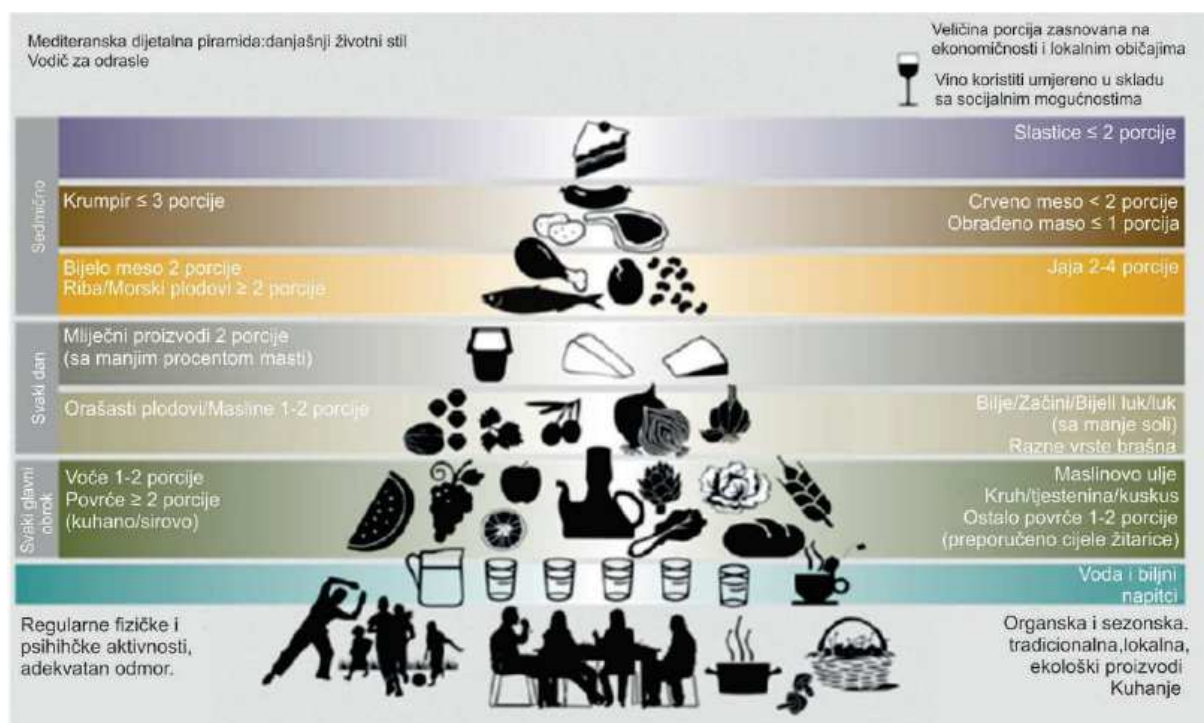 Mediteranska dijetalna piramida:danjašnji životni stil
Vodič za odrasle
Veličina porcija zasnovana na
ekonomičnosti i lokalnim običajima
Vino koristiti umjereno u skladu
sa socijalnim mogućnostima
Sedmično
Slastice ≤ 2 porcije
Krumpir ≤ 3 porcije
Crveno meso < 2 porcije
Obrađeno maso ≤ 1 porcija
Bijelo meso 2 porcije
Riba/Morski plodovi ≥ 2 porcije
Jaja 2-4 porcije
Svaki dan
Mliječni proizvodi 2 porcije
(sa manjim procentom masti)
Orašasti plodovi/Masline 1-2 porcije
Bilje/Začini/Bijeli luk/luk
(sa manje soli)
Razne vrste brašna
Svaki glavni
obrok
Voće 1-2 porcije
Povrće ≥ 2 porcije
(kuhano/sirovo)
Maslinovo ulje
Kruh/tjestenina/kuskus
Ostalo povrće 1-2 porcije
(preporučeno cijele žitarice)
Voda i biljni
napitci
Regularne fizičke i
psihihčke aktivnosti,
adekvatan odmor.
Organska i sezonska.
tradicionalna,lokalna,
ekološki proizvodi
Kuhanje